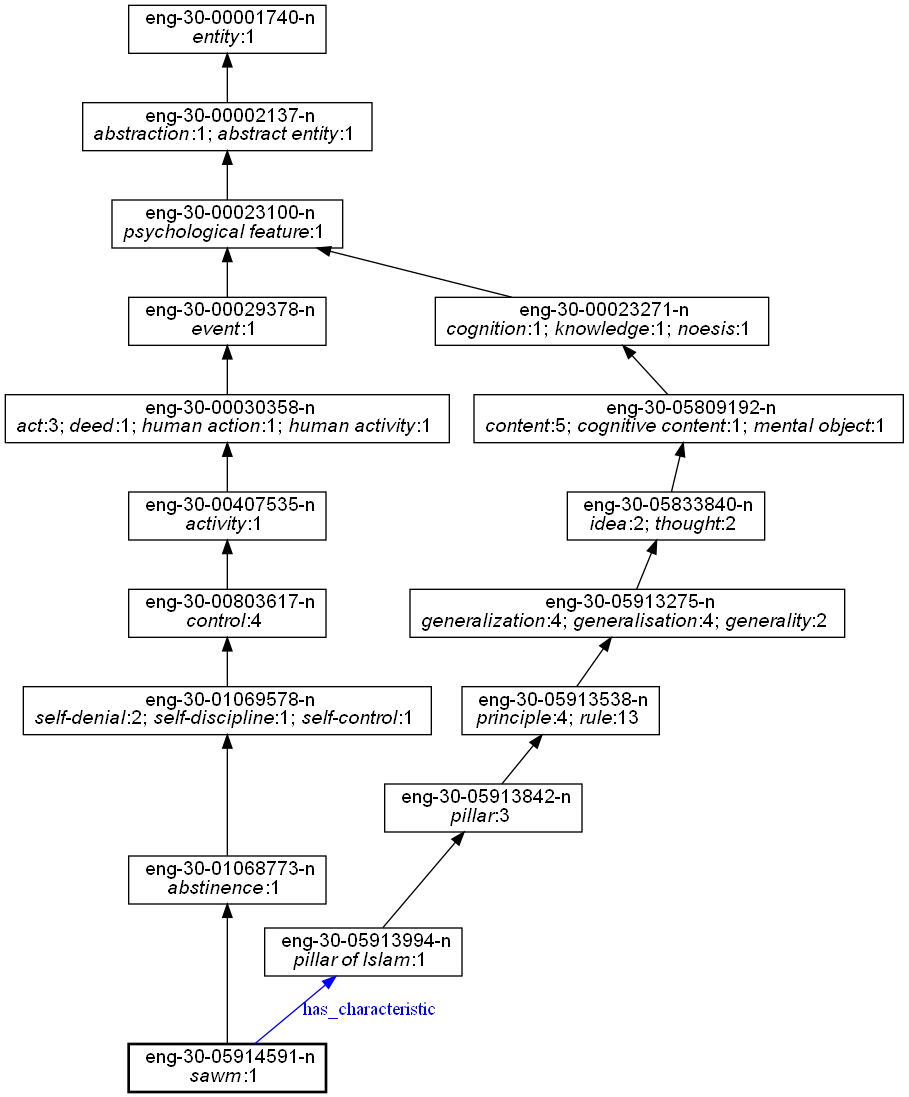 eng-30-00001740-n
entity:1
eng-30-00002137-n
abstraction:1; abstract entity:1
eng-30-00023100-n
psychological feature:1
eng-30-00029378-n
event:1
eng-30-00023271-n
cognition:1; knowledge:1; noesis:1
eng-30-00030358-n
act:3; deed:1; human action:1; human activity:1
eng-30-05809192-n
content:5; cognitive content:1; mental object:1
eng-30-00407535-n
activity:1
eng-30-05833840-n
idea:2; thought:2
eng-30-00803617-n
control:4
eng-30-05913275-n
generalization:4; generalisation:4; generality:2
eng-30-01069578-n
self-denial:2; self-discipline:1; self-control:1
eng-30-05913538-n
principle:4; rule:13
eng-30-05913842-n
pillar:3
eng-30-01068773-n
abstinence:1
eng-30-05913994-n
pillar of Islam:1
has_characteristic
eng-30-05914591-n
sawm:1